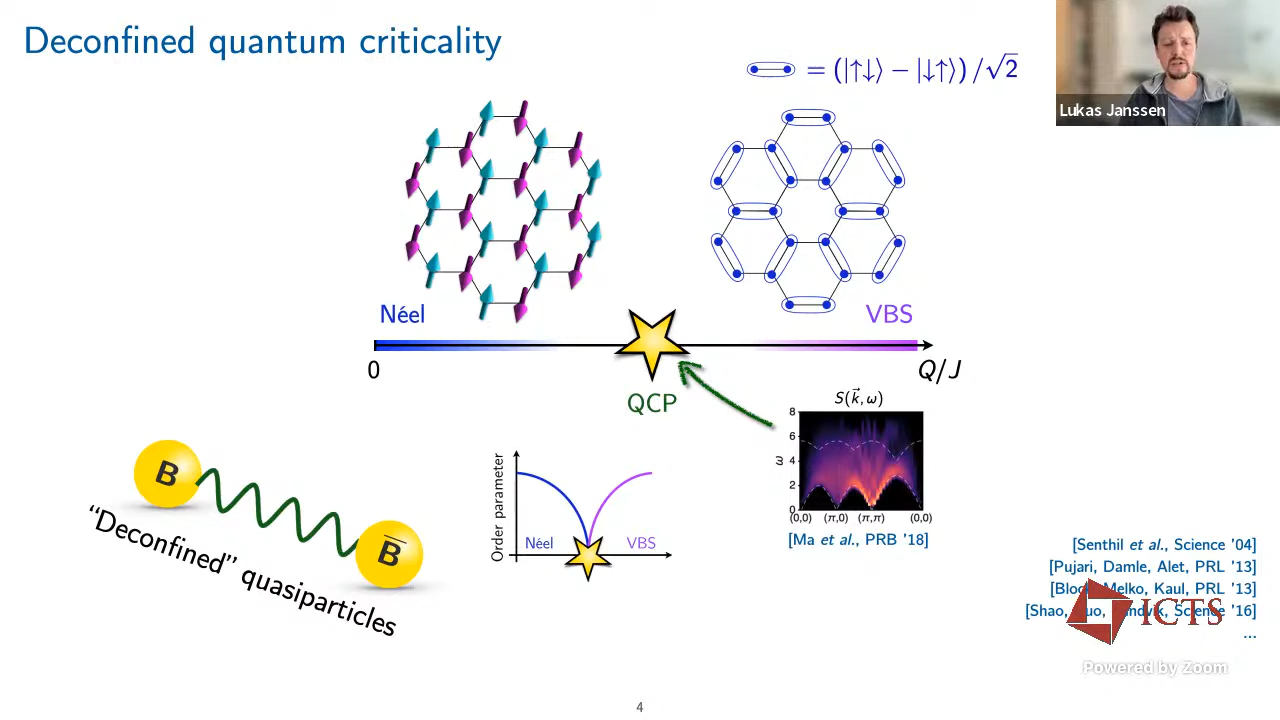 Deconfined quantum criticality
= (|↑↓⟩ − |↓↑⟩) /√2
Lukas Janssen
Néel
VBS
0
Q/J
QCP
S(k⃗, ω)
8
6
ω
4
2
0
(0,0) (π,0) (π,π) (0,0)
[Ma et al., PRB '18]
B
B̅
"Deconfined" quasiparticles
Order parameter
Néel
VBS
[Senthil et al., Science '04]
[Pujari, Damle, Alet, PRL '13]
Melko, Kaul, PRL '13]
[Shao, Science '16]
...
ICTS
Powered by Zoom
4